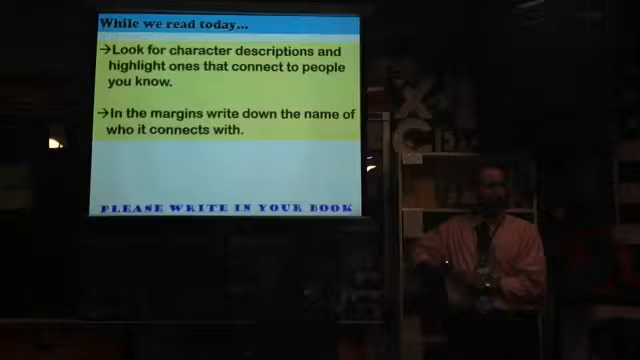 While we read today...
→Look for character descriptions and
highlight ones that connect to people
you know.
→In the margins write down the name of
who it connects with.
PLEASE WRITE IN YOUR BOOK